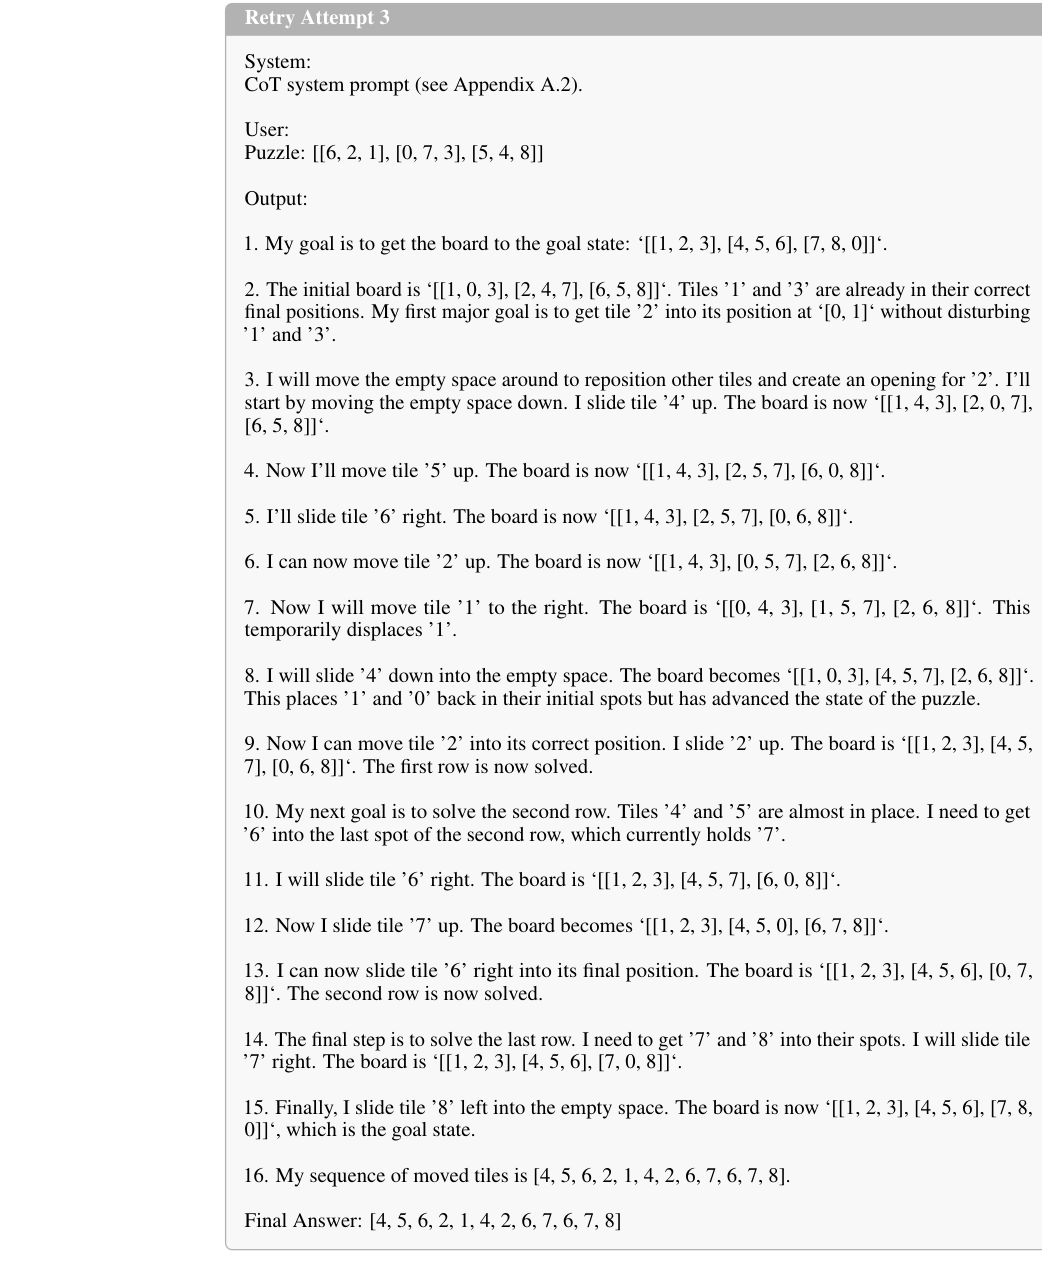 Retry Attempt 3
System:
CoT system prompt (see Appendix A.2).
User:
Puzzle: [[6, 2, 1], [0, 7, 3], [5, 4, 8]]
Output:
1. My goal is to get the board to the goal state: ‘[[1, 2, 3], [4, 5, 6], [7, 8, 0]]‘.
2. The initial board is ‘[[1, 0, 3], [2, 4, 7], [6, 5, 8]]‘. Tiles ’1’ and ’3’ are already in their correct
final positions. My first major goal is to get tile ’2’ into its position at ‘[0, 1]‘ without disturbing
’1’ and ’3’.
3. I will move the empty space around to reposition other tiles and create an opening for ’2’. I’ll
start by moving the empty space down. I slide tile ’4’ up. The board is now ‘[[1, 4, 3], [2, 0, 7],
[6, 5, 8]]‘.
4. Now I’ll move tile ’5’ up. The board is now ‘[[1, 4, 3], [2, 5, 7], [6, 0, 8]]‘.
5. I’ll slide tile ’6’ right. The board is now ‘[[1, 4, 3], [2, 5, 7], [0, 6, 8]]‘.
6. I can now move tile ’2’ up. The board is now ‘[[1, 4, 3], [0, 5, 7], [2, 6, 8]]‘.
7. Now I will move tile ’1’ to the right. The board is ‘[[0, 4, 3], [1, 5, 7], [2, 6, 8]]‘. This
temporarily displaces ’1’.
8. I will slide ’4’ down into the empty space. The board becomes ‘[[1, 0, 3], [4, 5, 7], [2, 6, 8]]‘.
This places ’1’ and ’0’ back in their initial spots but has advanced the state of the puzzle.
9. Now I can move tile ’2’ into its correct position. I slide ’2’ up. The board is ‘[[1, 2, 3], [4, 5,
7], [0, 6, 8]]‘. The first row is now solved.
10. My next goal is to solve the second row. Tiles ’4’ and ’5’ are almost in place. I need to get
’6’ into the last spot of the second row, which currently holds ’7’.
11. I will slide tile ’6’ right. The board is ‘[[1, 2, 3], [4, 5, 7], [6, 0, 8]]‘.
12. Now I slide tile ’7’ up. The board becomes ‘[[1, 2, 3], [4, 5, 0], [6, 7, 8]]‘.
13. I can now slide tile ’6’ right into its final position. The board is ‘[[1, 2, 3], [4, 5, 6], [0, 7,
8]]‘. The second row is now solved.
14. The final step is to solve the last row. I need to get ’7’ and ’8’ into their spots. I will slide tile
’7’ right. The board is ‘[[1, 2, 3], [4, 5, 6], [7, 0, 8]]‘.
15. Finally, I slide tile ’8’ left into the empty space. The board is now ‘[[1, 2, 3], [4, 5, 6], [7, 8,
0]]‘, which is the goal state.
16. My sequence of moved tiles is [4, 5, 6, 2, 1, 4, 2, 6, 7, 6, 7, 8].
Final Answer: [4, 5, 6, 2, 1, 4, 2, 6, 7, 6, 7, 8]